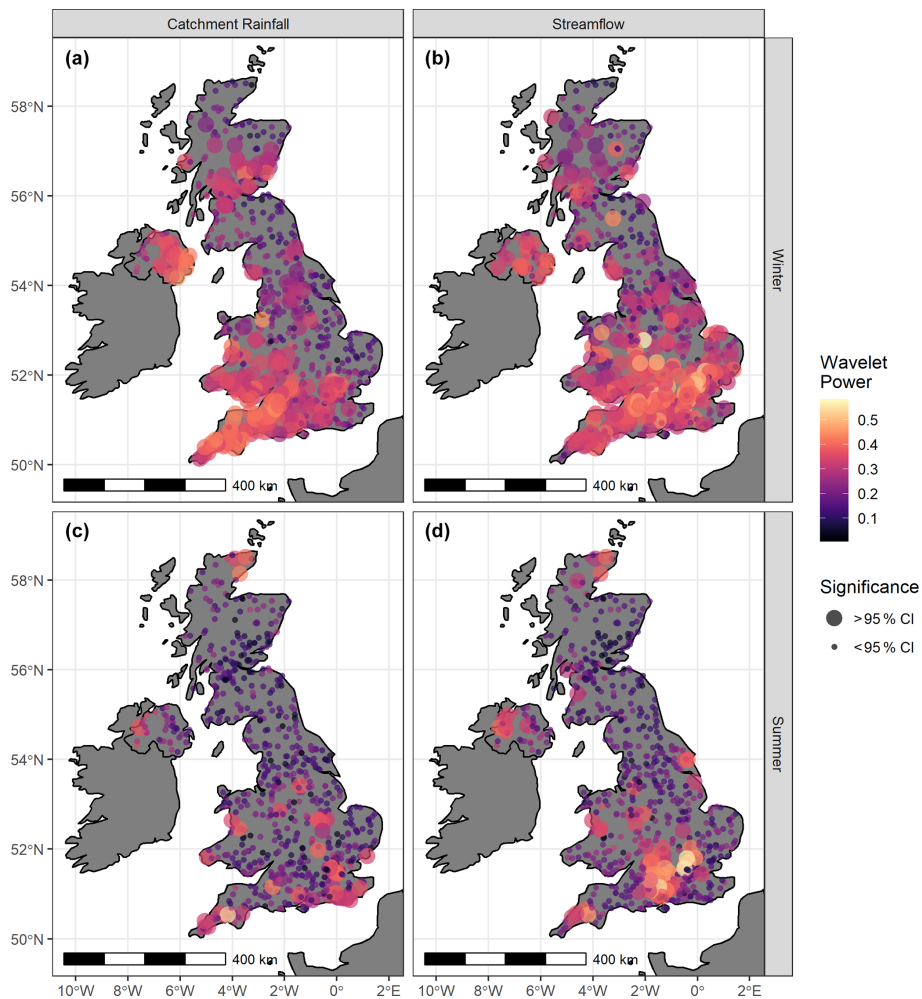 Catchment Rainfall
Streamflow
(a)
(b)
58°N
56°N
54°N
52°N
50°N
400 km
400 km
Winter
(c)
(d)
58°N
56°N
54°N
52°N
50°N
400 km
400 km
Summer
10°W 8°W 6°W 4°W 2°W 0° 2°E
10°W 8°W 6°W 4°W 2°W 0° 2°E
Wavelet
Power
0.5
0.4
0.3
0.2
0.1
Significance
>95 % CI
<95 % CI